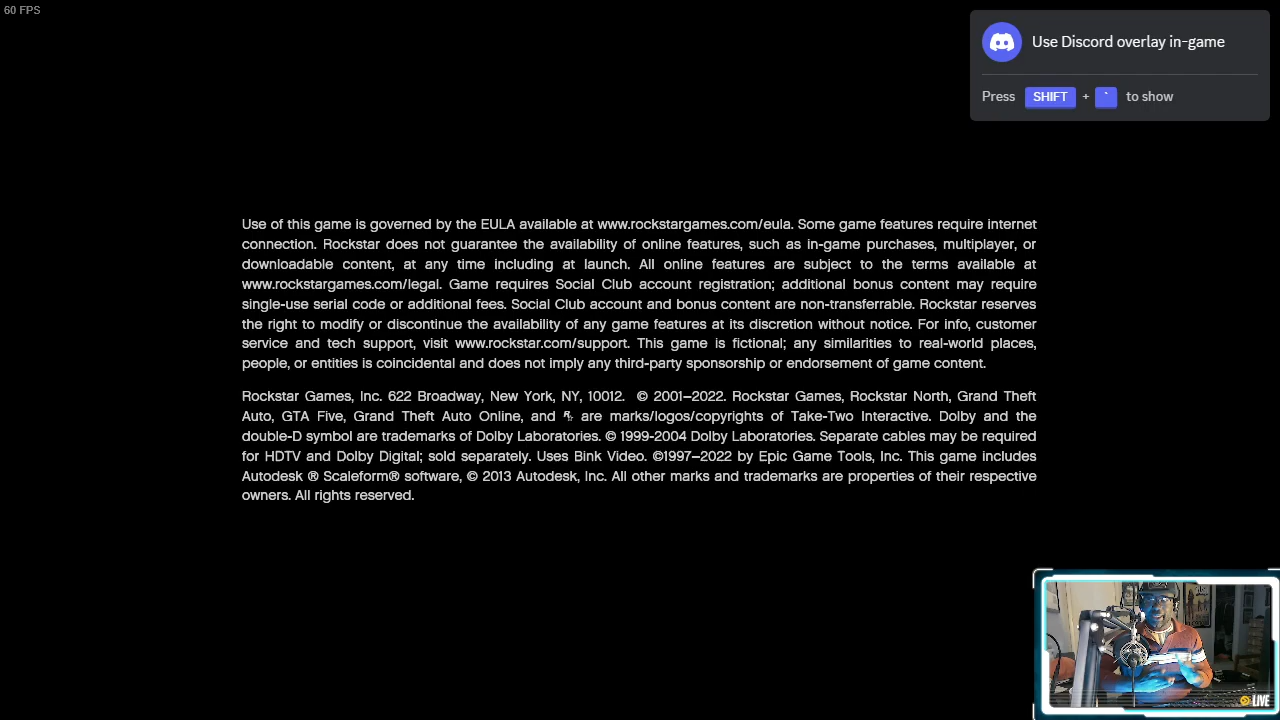 60 FPS
Use Discord overlay in-game
Press SHIFT + ` to show
Use of this game is governed by the EULA available at www.rockstargames.com/eula. Some game features require internet
connection. Rockstar does not guarantee the availability of online features, such as in-game purchases, multiplayer, or
downloadable content, at any time including at launch. All online features are subject to the terms available at
www.rockstargames.com/legal. Game requires Social Club account registration; additional bonus content may require
single-use serial code or additional fees. Social Club account and bonus content are non-transferrable. Rockstar reserves
the right to modify or discontinue the availability of any game features at its discretion without notice. For info, customer
service and tech support, visit www.rockstar.com/support. This game is fictional; any similarities to real-world places,
people, or entities is coincidental and does not imply any third-party sponsorship or endorsement of game content.
Rockstar Games, Inc. 622 Broadway, New York, NY, 10012. © 2001–2022. Rockstar Games, Rockstar North, Grand Theft
Auto, GTA Five, Grand Theft Auto Online, and are marks/logos/copyrights of Take-Two Interactive. Dolby and the
double-D symbol are trademarks of Dolby Laboratories. © 1999-2004 Dolby Laboratories. Separate cables may be required
for HDTV and Dolby Digital; sold separately. Uses Bink Video. ©1997–2022 by Epic Game Tools, Inc. This game includes
Autodesk ® Scaleform® software, © 2013 Autodesk, Inc. All other marks and trademarks are properties of their respective
owners. All rights reserved.
LIVE